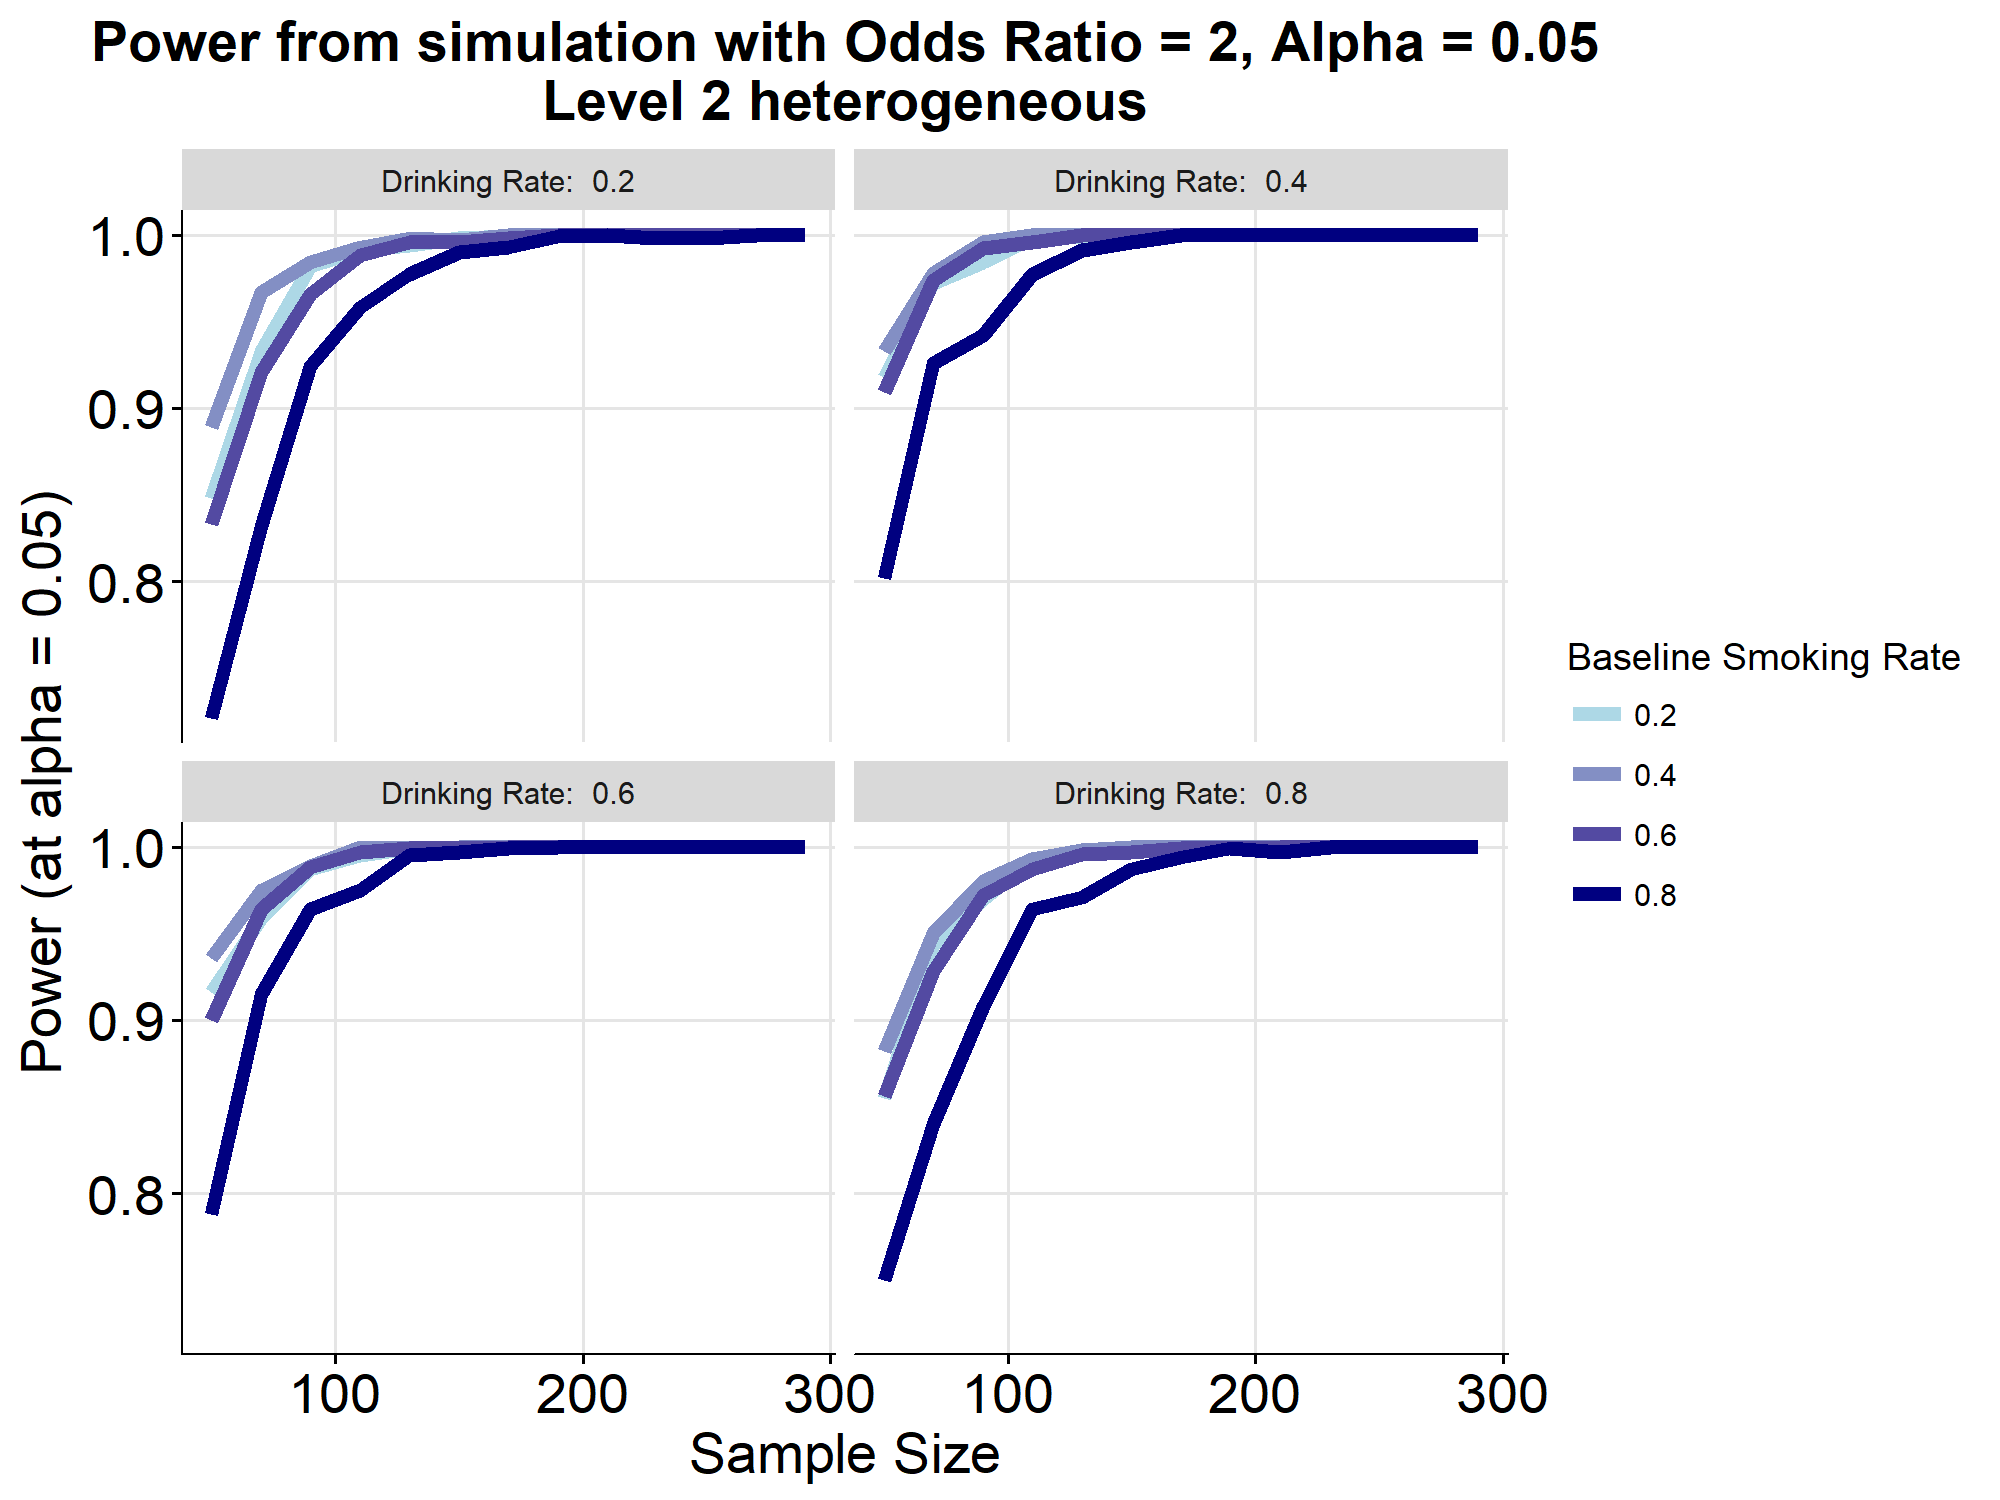 Power from simulation with Odds Ratio = 2, Alpha = 0.05
Level 2 heterogeneous
Drinking Rate:  0.2
Drinking Rate:  0.4
1.0
0.9
0.8
Drinking Rate:  0.6
Drinking Rate:  0.8
1.0
0.9
0.8
100
200
300
100
200
300
Sample Size
Power (at alpha = 0.05)
Baseline Smoking Rate
0.2
0.4
0.6
0.8